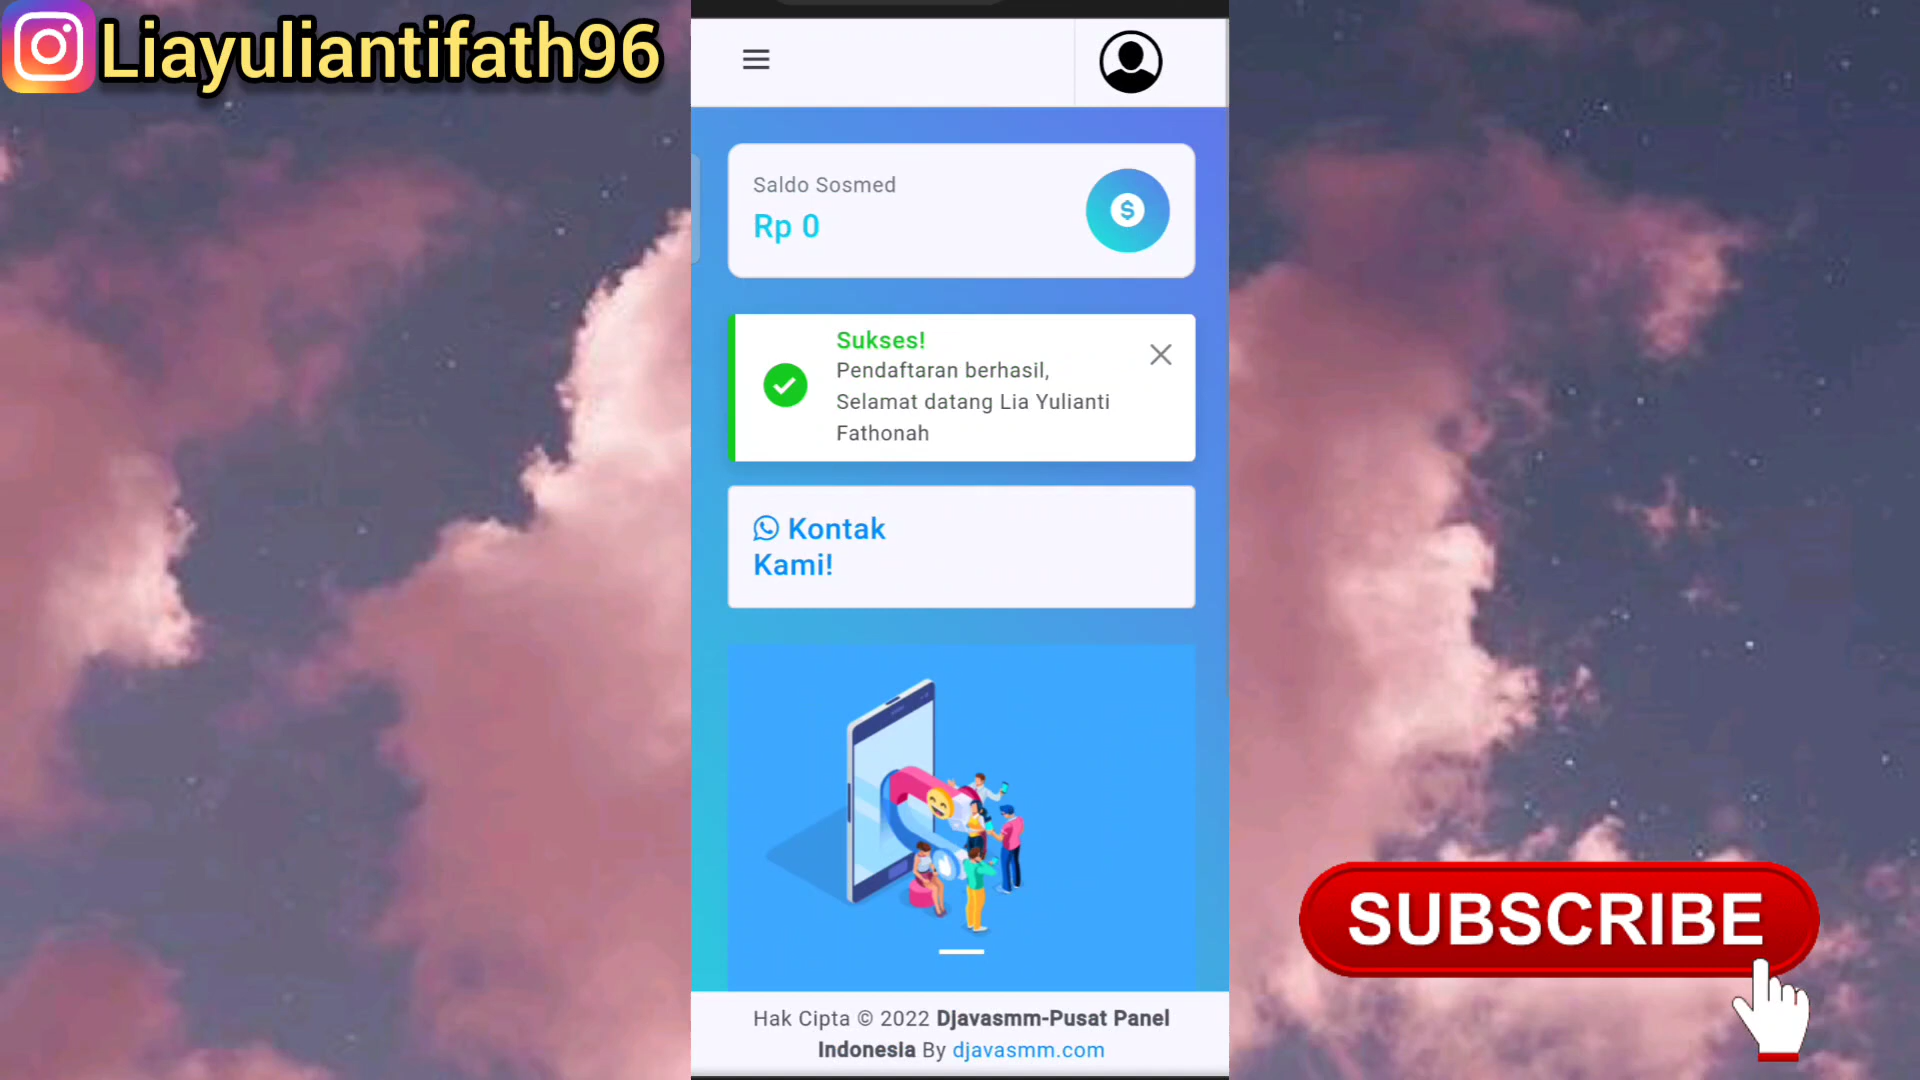 Liayuliantifath96
Saldo Sosmed
Rp 0
Sukses!
Pendaftaran berhasil,
Selamat datang Lia Yulianti
Fathonah
Kontak
Kami!
Hak Cipta © 2022 Djavasmm-Pusat Panel
Indonesia By djavasmm.com
SUBSCRIBE